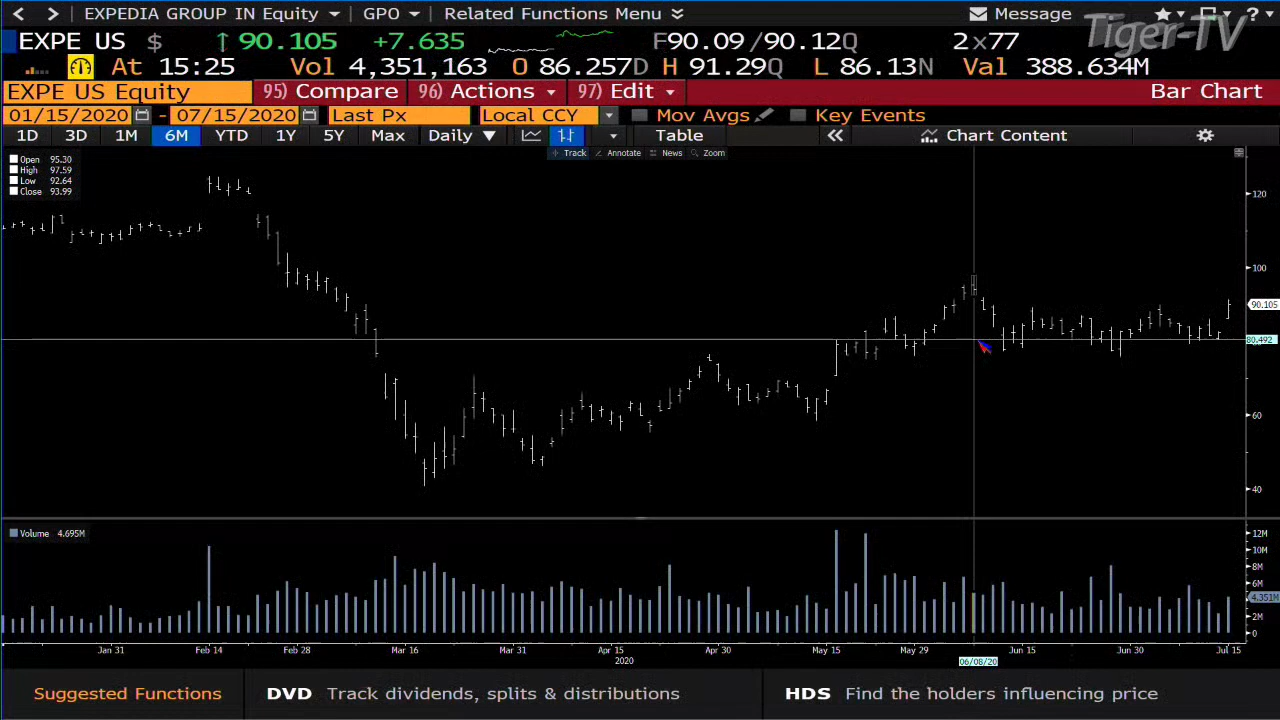 EXPEDIA GROUP IN Equity GPO Related Functions Menu Message ?
EXPE US $ ↑ 90.105 +7.635 F90.09/90.12Q 2x77
Tiger-TV
At 15:25 Vol 4,351,163 O 86.257D H 91.29Q L 86.13N Val 388.634M
EXPE US Equity 95) Compare 96) Actions 97) Edit Bar Chart
01/15/2020 - 07/15/2020 Last Px Local CCY Mov Avgs Key Events
1D 3D 1M 6M YTD 1Y 5Y Max Daily ▼ Table « Chart Content
Track Annotate News Zoom
Open 95.30
High 97.59
Low 92.64
Close 93.99
120
100
90.105
80.492
60
40
Volume 4.695M
12M
10M
8M
6M
4.351M
2M
0
Jan 31 Feb 14 Feb 28 Mar 16 Mar 31 Apr 15 Apr 30 May 15 May 29 Jun 15 Jun 30 Jul 15
2020 06/08/20
Suggested Functions DVD Track dividends, splits & distributions HDS Find the holders influencing price